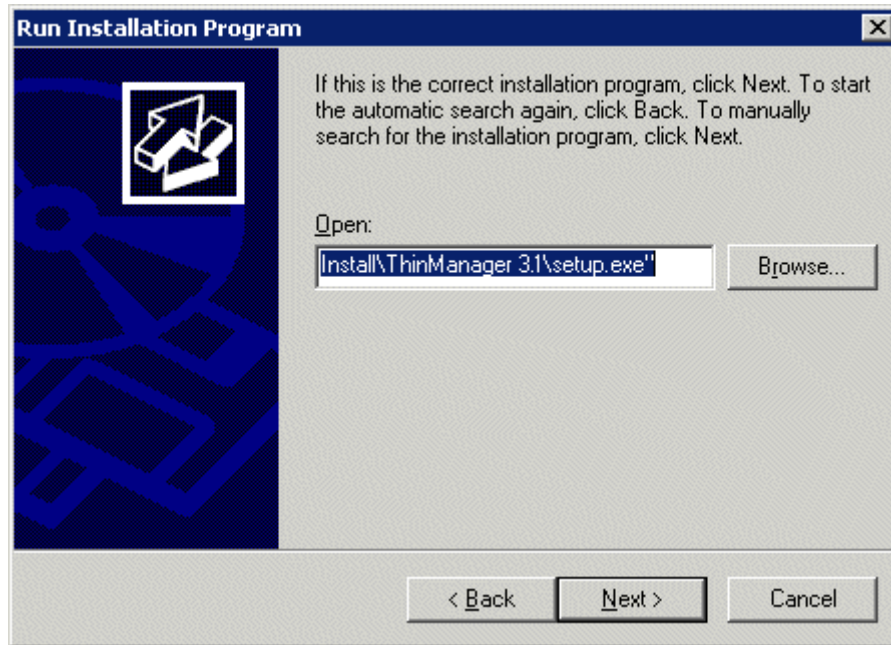 Run Installation Program
If this is the correct installation program, click Next. To start
the automatic search again, click Back. To manually
search for the installation program, click Next.
Open:
Install\ThinManager 3.1\setup.exe"
Browse...
< Back
Next >
Cancel